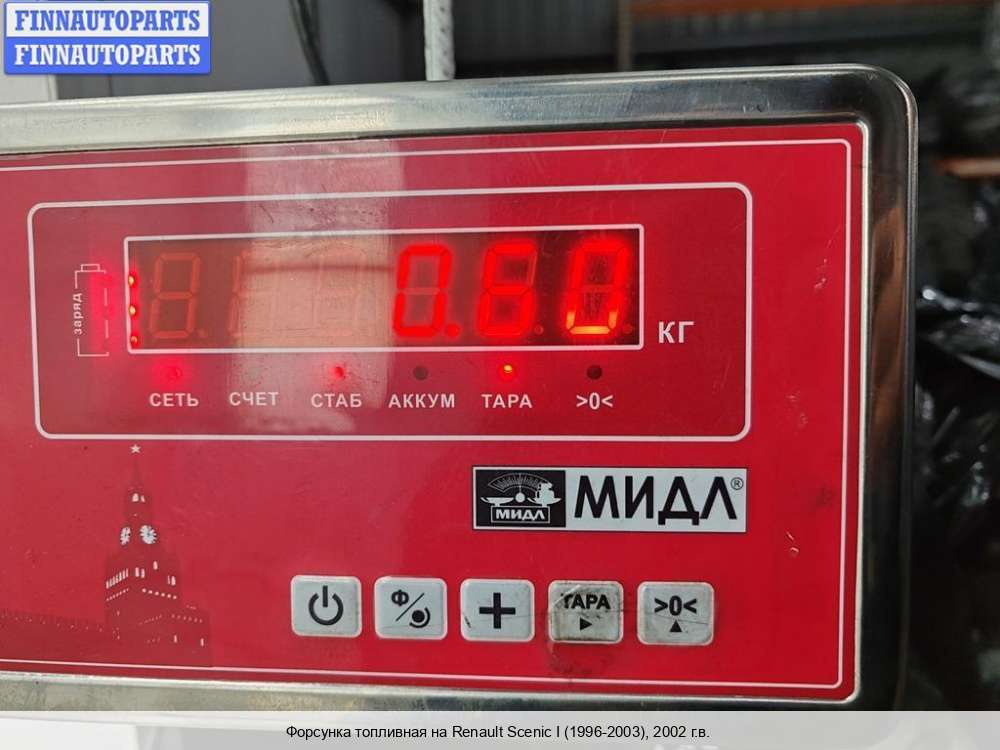 FINNAUTOPARTS
FINNAUTOPARTS
заряд
0.60
КГ
СЕТЬ СЧЕТ СТАБ АККУМ ТАРА >0<
МИДЛ
МИДЛ®
Ф
ТАРА
>0<
Форсунка топливная на Renault Scenic I (1996-2003), 2002 г.в.